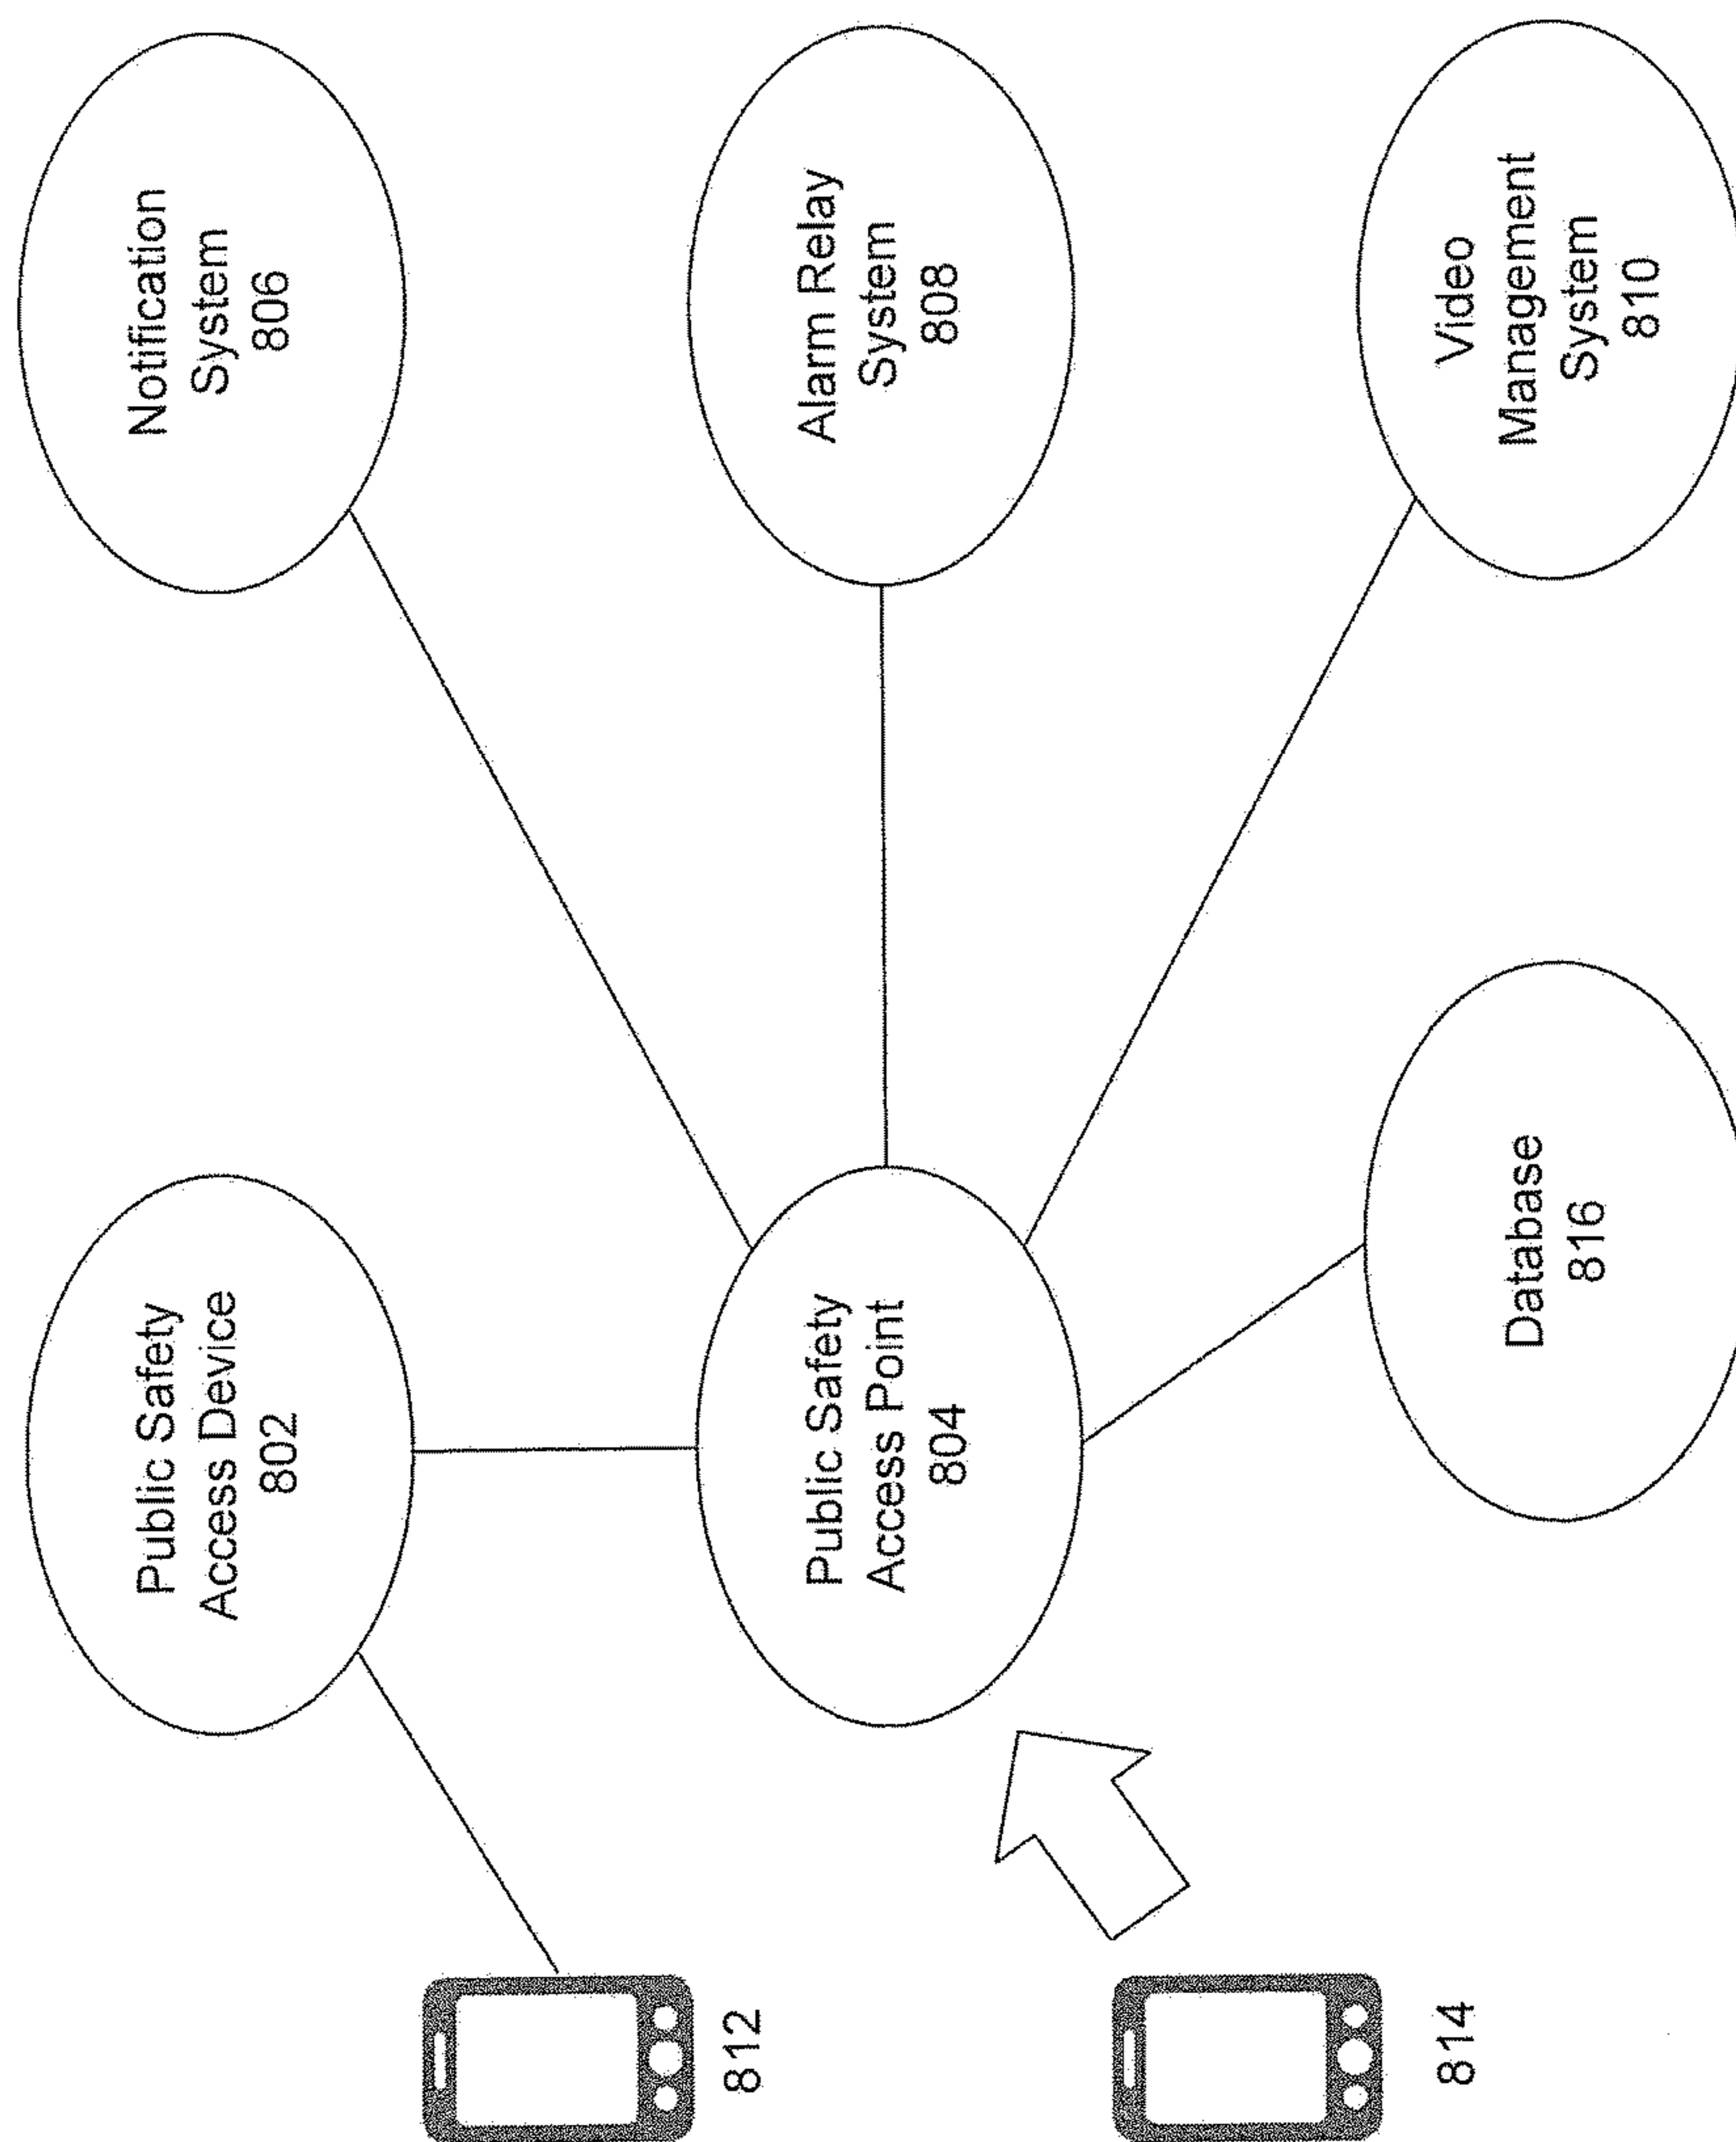 Public Safety
Access Device
802
Notification
System
806
812
Public Safety
Access Point
804
Alarm Relay
System
808
814
Database
816
Video
Management
System
810